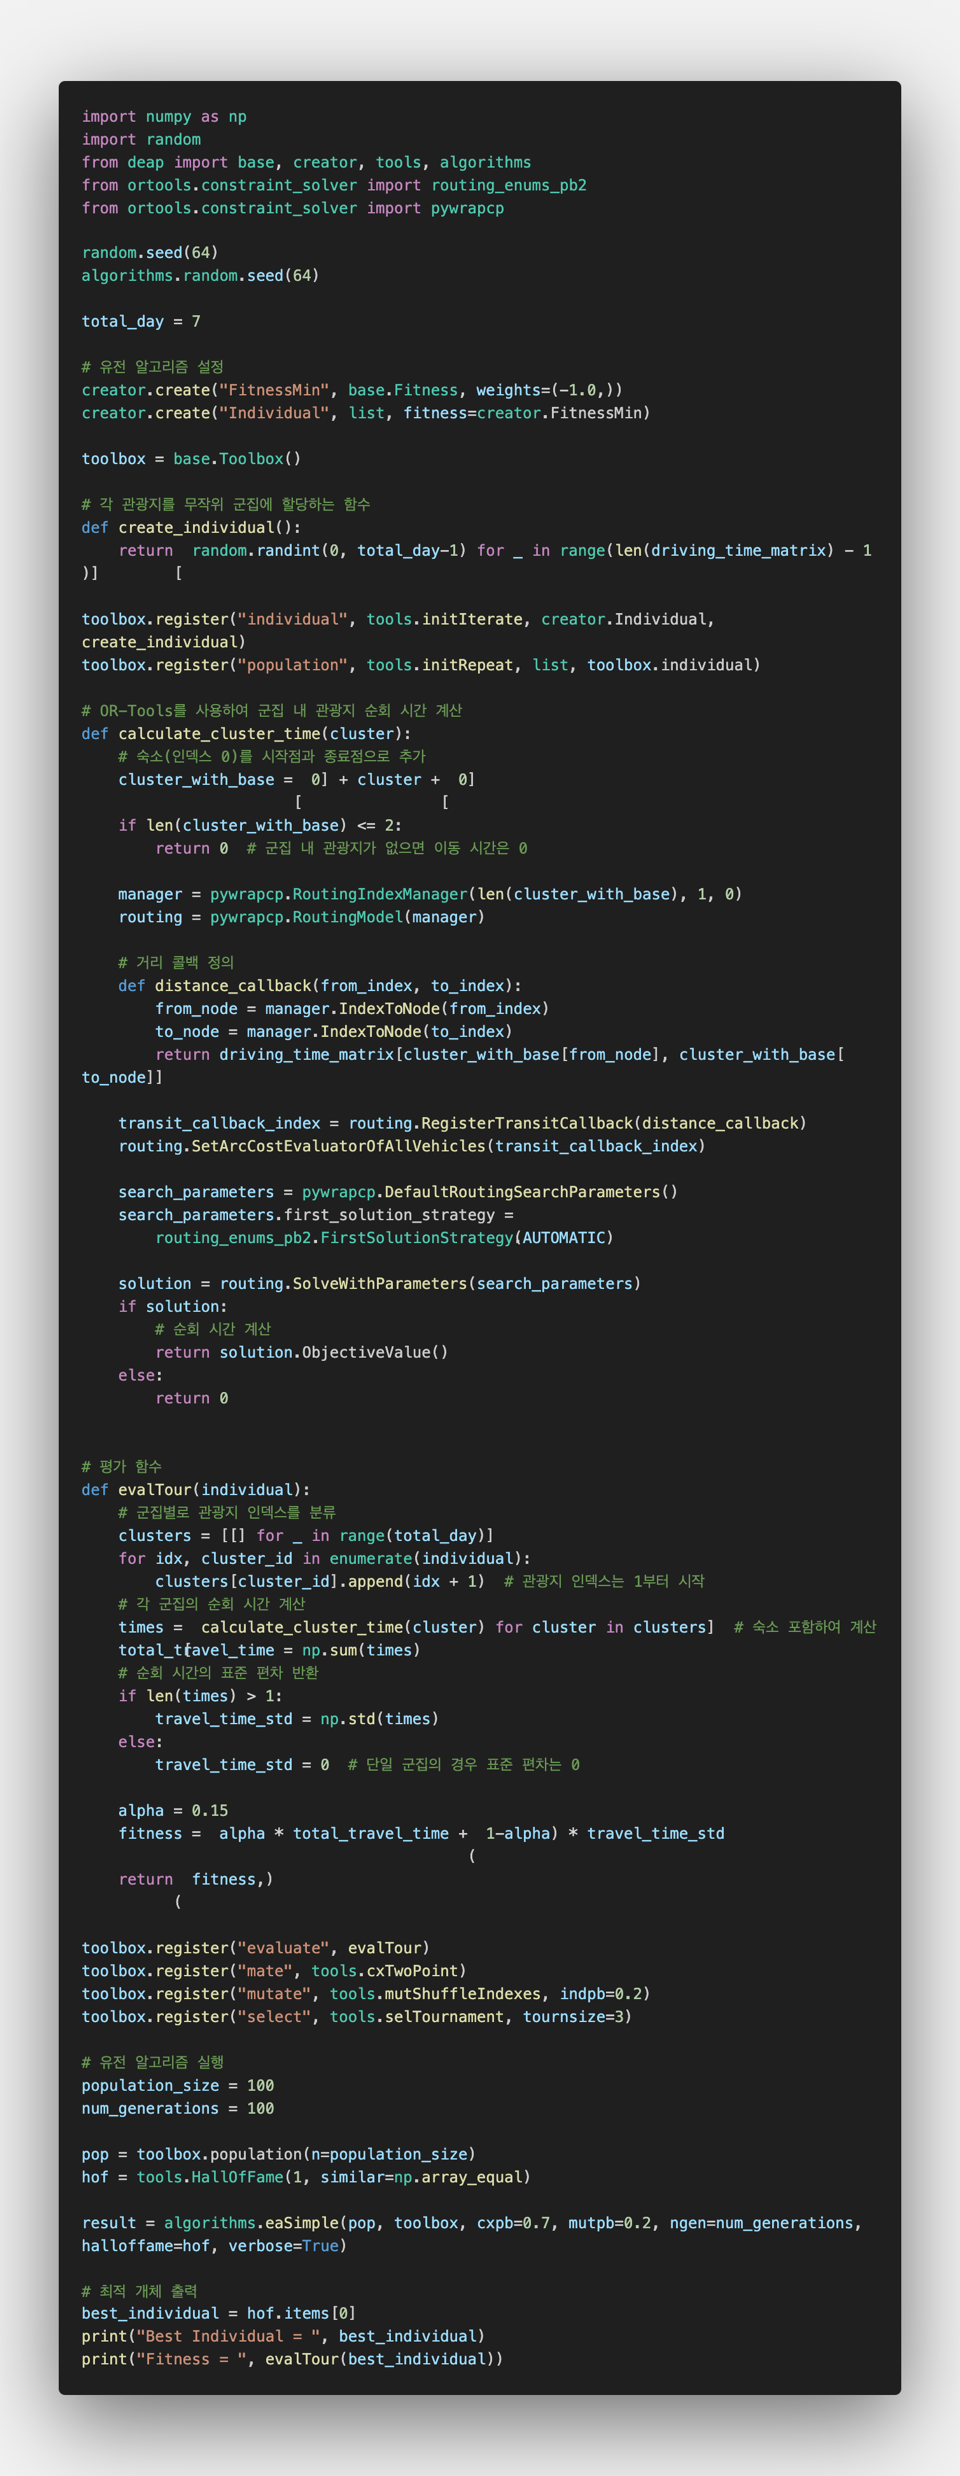 import numpy as np
import random
from deap import base, creator, tools, algorithms
from ortools.constraint_solver import routing_enums_pb2
from ortools.constraint_solver import pywrapcp

random.seed(64)
algorithms.random.seed(64)

total_day = 7

# 유전 알고리즘 설정
creator.create("FitnessMin", base.Fitness, weights=(-1.0,))
creator.create("Individual", list, fitness=creator.FitnessMin)

toolbox = base.Toolbox()

# 각 관광지를 무작위 군집에 할당하는 함수
def create_individual():
    return  random.randint(0, total_day-1) for _ in range(len(driving_time_matrix) - 1
)]        [

toolbox.register("individual", tools.initIterate, creator.Individual,
create_individual)
toolbox.register("population", tools.initRepeat, list, toolbox.individual)

# OR-Tools를 사용하여 군집 내 관광지 순회 시간 계산
def calculate_cluster_time(cluster):
    # 숙소(인덱스 0)를 시작점과 종료점으로 추가
    cluster_with_base =  0] + cluster +  0]
                       [               [
    if len(cluster_with_base) <= 2:
        return 0  # 군집 내 관광지가 없으면 이동 시간은 0

    manager = pywrapcp.RoutingIndexManager(len(cluster_with_base), 1, 0)
    routing = pywrapcp.RoutingModel(manager)

    # 거리 콜백 정의
    def distance_callback(from_index, to_index):
        from_node = manager.IndexToNode(from_index)
        to_node = manager.IndexToNode(to_index)
        return driving_time_matrix[cluster_with_base[from_node], cluster_with_base[
to_node]]

    transit_callback_index = routing.RegisterTransitCallback(distance_callback)
    routing.SetArcCostEvaluatorOfAllVehicles(transit_callback_index)

    search_parameters = pywrapcp.DefaultRoutingSearchParameters()
    search_parameters.first_solution_strategy =
        routing_enums_pb2.FirstSolutionStrategy(AUTOMATIC)

    solution = routing.SolveWithParameters(search_parameters)
    if solution:
        # 순회 시간 계산
        return solution.ObjectiveValue()
    else:
        return 0


# 평가 함수
def evalTour(individual):
    # 군집별로 관광지 인덱스를 분류
    clusters = [[] for _ in range(total_day)]
    for idx, cluster_id in enumerate(individual):
        clusters[cluster_id].append(idx + 1)  # 관광지 인덱스는 1부터 시작
    # 각 군집의 순회 시간 계산
    times =  calculate_cluster_time(cluster) for cluster in clusters]  # 숙소 포함하여 계산
    total_travel_time = np.sum(times)
    # 순회 시간의 표준 편차 반환
    if len(times) > 1:
        travel_time_std = np.std(times)
    else:
        travel_time_std = 0  # 단일 군집의 경우 표준 편차는 0

    alpha = 0.15
    fitness =  alpha * total_travel_time +  1-alpha) * travel_time_std
                                          (
    return  fitness,)
          (

toolbox.register("evaluate", evalTour)
toolbox.register("mate", tools.cxTwoPoint)
toolbox.register("mutate", tools.mutShuffleIndexes, indpb=0.2)
toolbox.register("select", tools.selTournament, tournsize=3)

# 유전 알고리즘 실행
population_size = 100
num_generations = 100

pop = toolbox.population(n=population_size)
hof = tools.HallOfFame(1, similar=np.array_equal)

result = algorithms.eaSimple(pop, toolbox, cxpb=0.7, mutpb=0.2, ngen=num_generations,
halloffame=hof, verbose=True)

# 최적 개체 출력
best_individual = hof.items[0]
print("Best Individual = ", best_individual)
print("Fitness = ", evalTour(best_individual))